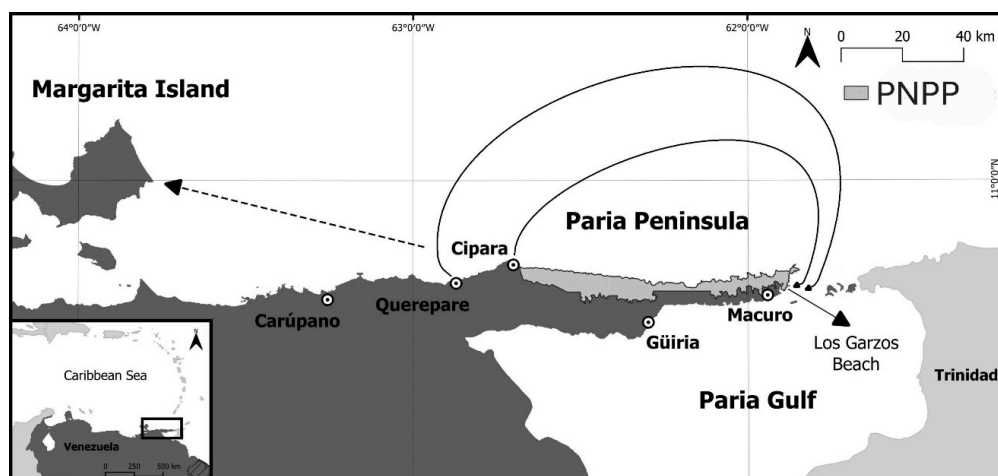 64°0'0"W
63°0'0"W
62°0'0"W
N
0 20 40 km
PNPP
Margarita Island
11°0'0"N
Paria Peninsula
Cipara
Querepare
Carúpano
Macuro
Güiria
Los Garzos
Beach
Trinidad
Paria Gulf
N
Caribbean Sea
Venezuela
0 250 500 km